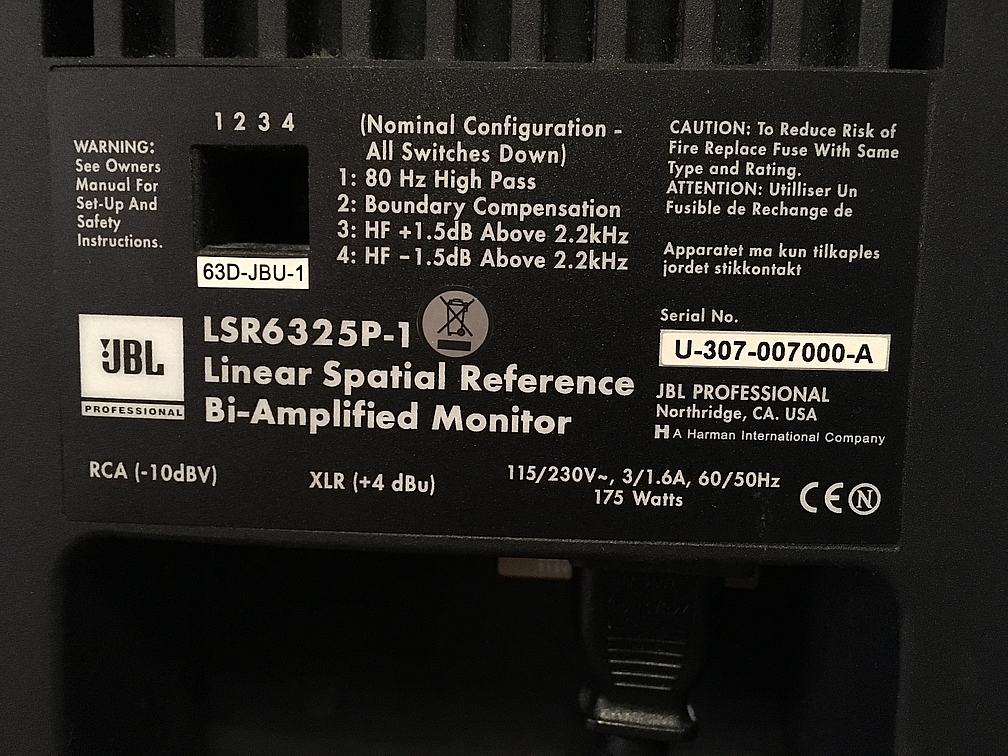 1 2 3 4
WARNING:
See Owners
Manual For
Set-Up And
Safety
Instructions.
63D-JBU-1
(Nominal Configuration -
All Switches Down)
1: 80 Hz High Pass
2: Boundary Compensation
3: HF +1.5dB Above 2.2kHz
4: HF -1.5dB Above 2.2kHz
CAUTION: To Reduce Risk of
Fire Replace Fuse With Same
Type and Rating.
ATTENTION: Utilliser Un
Fusible de Rechange de
Apparatet ma kun tilkaples
jordet stikkontakt
JBL
PROFESSIONAL
LSR6325P-1
Linear Spatial Reference
Bi-Amplified Monitor
Serial No.
U-307-007000-A
JBL PROFESSIONAL
Northridge, CA. USA
H A Harman International Company
RCA (-10dBV)
XLR (+4 dBu)
115/230V~, 3/1.6A, 60/50Hz
175 Watts
CE N